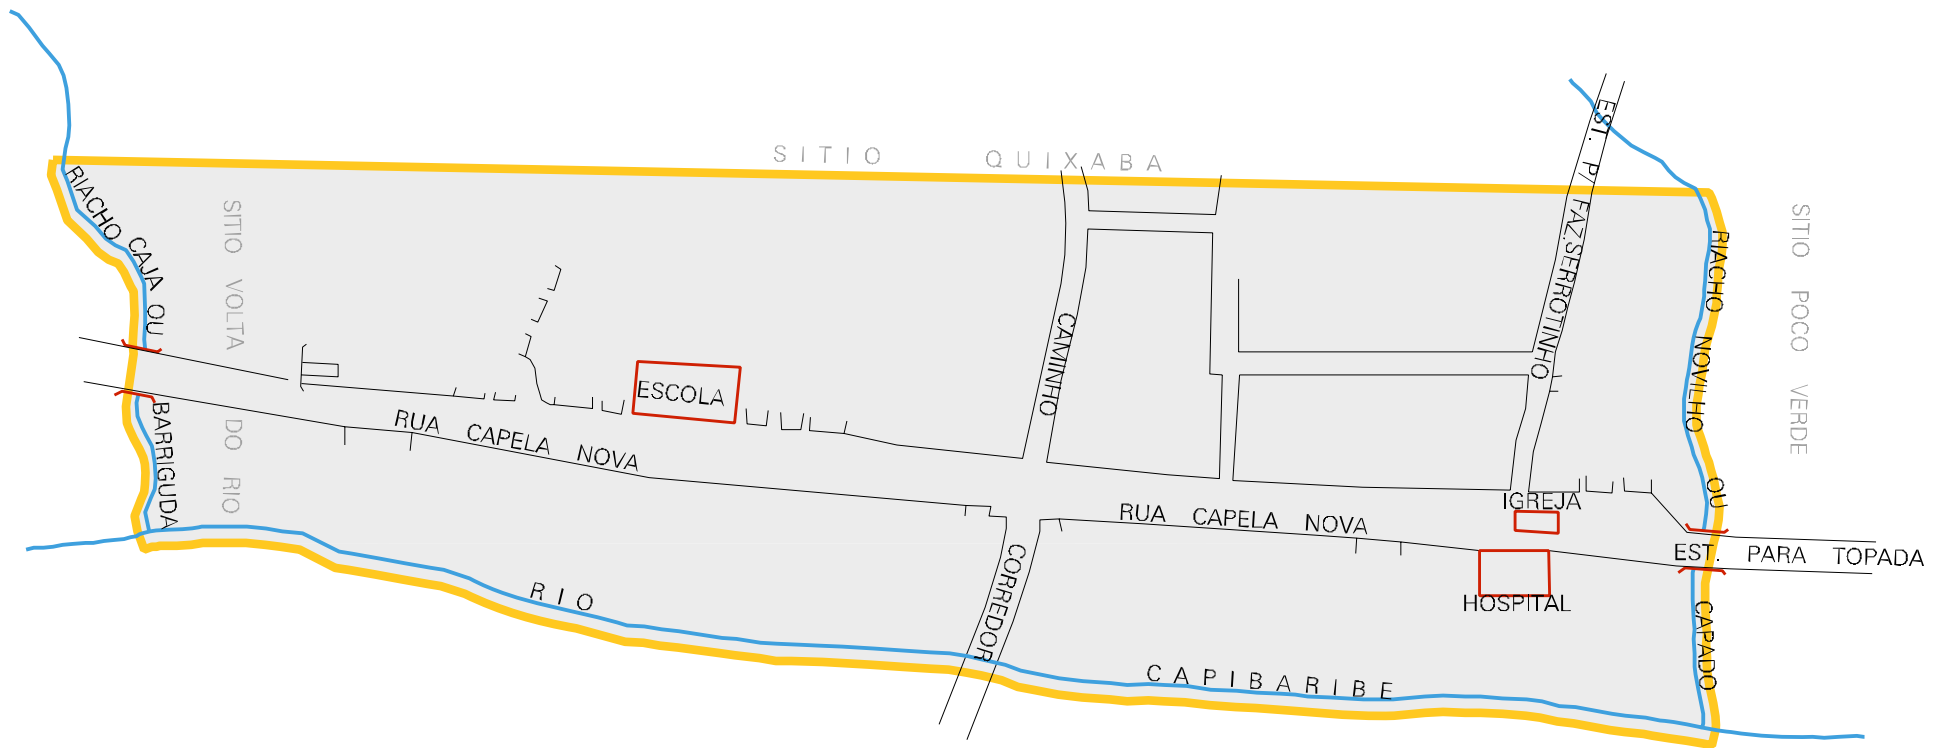 SITIO QUIXABA
EST. P/ FAZ.SERROTINHO
RIACHO CAJA OU BARRIGUDA
SITIO VOLTA DO RIO
RIACHO NOVILHO OU CAPADO
SITIO POCO VERDE
CAMINHO
ESCOLA
RUA CAPELA NOVA
IGREJA
RUA CAPELA NOVA
EST. PARA TOPADA
CORREDOR
HOSPITAL
RIO CAPIBARIBE